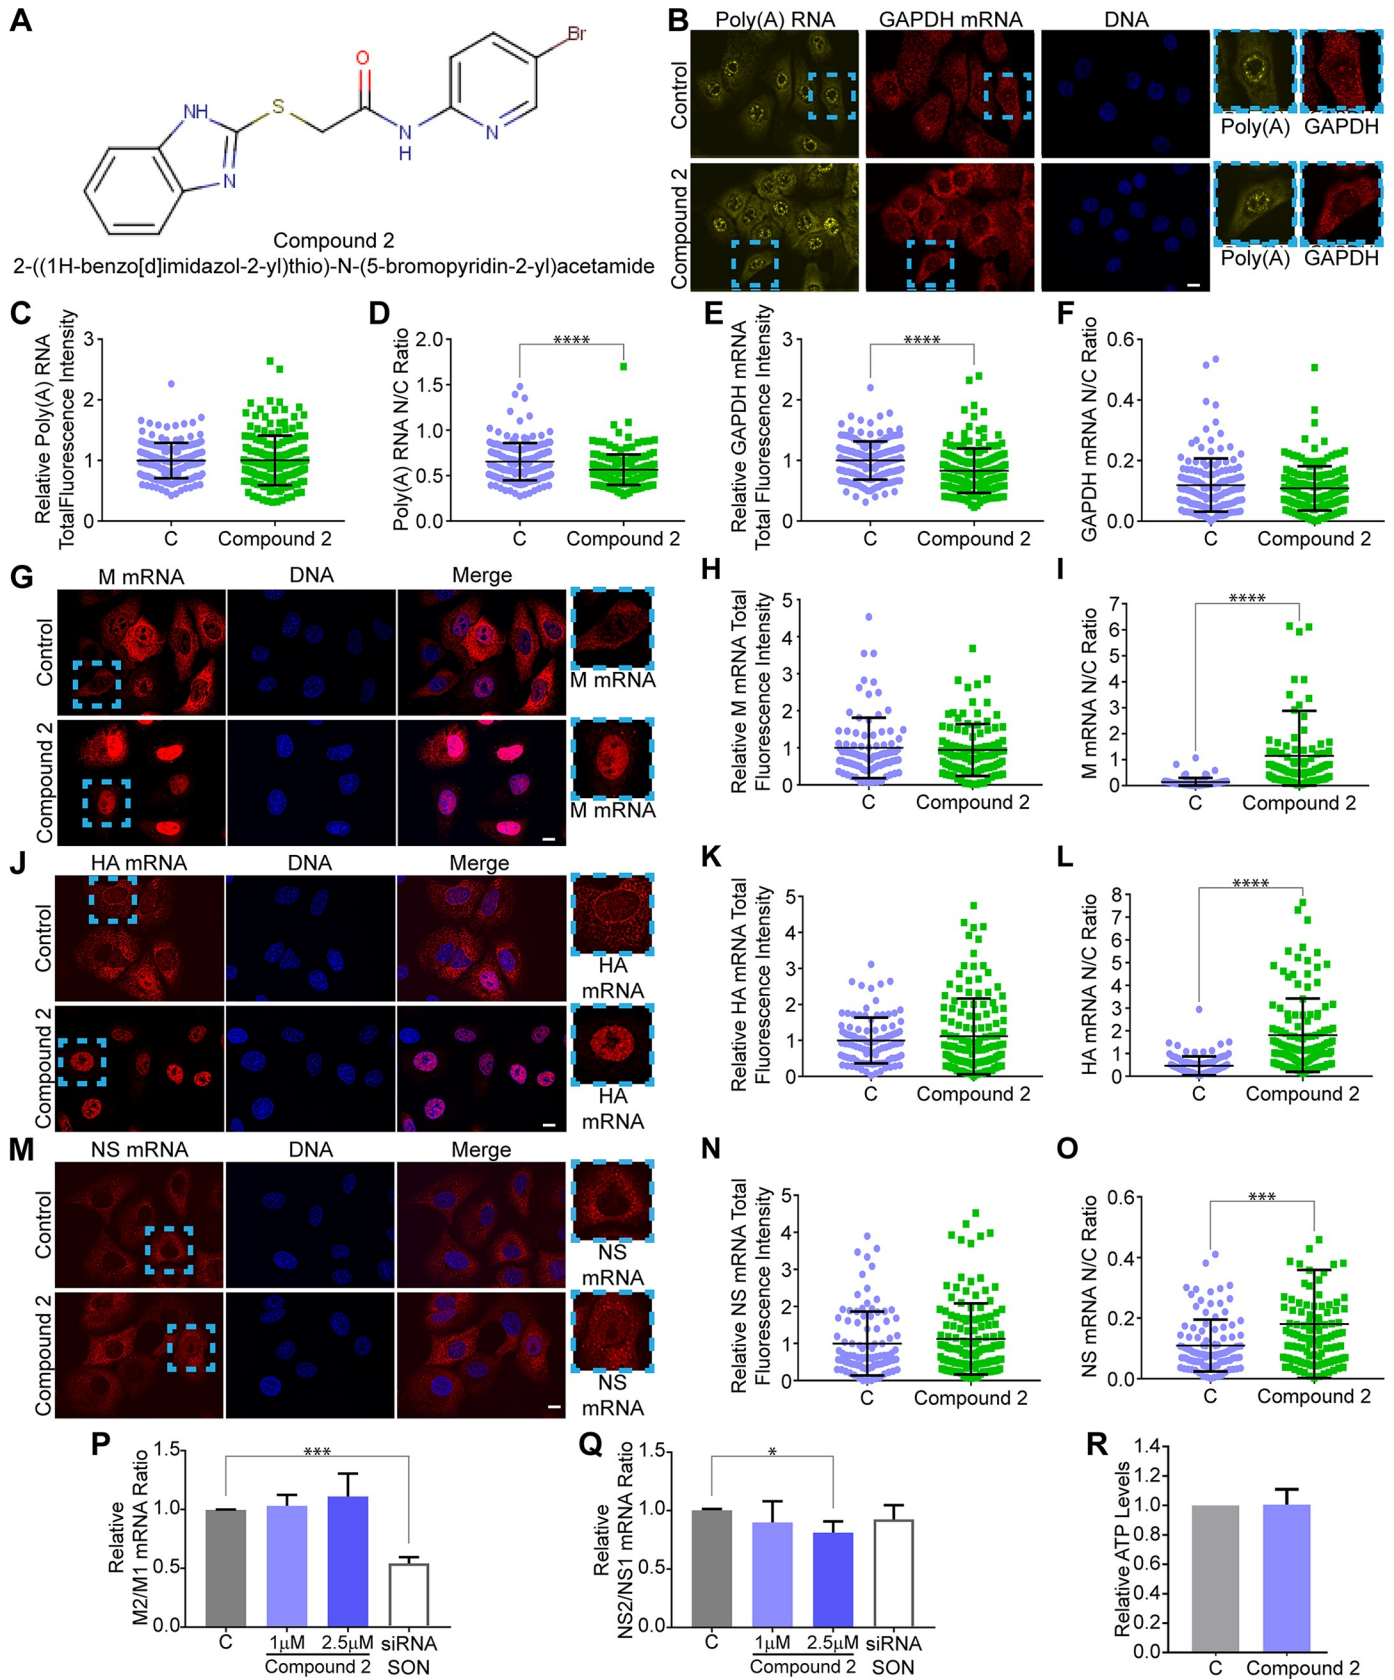 A
Br
O
S
NH
N
H
N
N
Compound 2
2-((1H-benzo[d]imidazol-2-yl)thio)-N-(5-bromopyridin-2-yl)acetamide
B
Poly(A) RNA
GAPDH mRNA
DNA
Control
Poly(A)
GAPDH
Compound 2
Poly(A)
GAPDH
C
Relative Poly(A) RNA
Total Fluorescence Intensity
3
2
1
0
C
Compound 2
D
Poly(A) RNA N/C Ratio
2.0
1.5
1.0
0.5
0.0
****
C
Compound 2
E
Relative GAPDH mRNA
Total Fluorescence Intensity
3
2
1
0
****
C
Compound 2
F
GAPDH mRNA N/C Ratio
0.6
0.4
0.2
0.0
C
Compound 2
G
M mRNA
DNA
Merge
Control
M mRNA
Compound 2
M mRNA
H
Relative M mRNA Total
Fluorescence Intensity
5
4
3
2
1
0
C
Compound 2
I
M mRNA N/C Ratio
7
6
5
4
3
2
1
0
****
C
Compound 2
J
HA mRNA
DNA
Merge
Control
HA
mRNA
Compound 2
HA
mRNA
K
Relative HA mRNA Total
Fluorescence Intensity
5
4
3
2
1
0
C
Compound 2
L
HA mRNA N/C Ratio
8
7
6
5
4
3
2
1
0
****
C
Compound 2
M
NS mRNA
DNA
Merge
Control
NS
mRNA
Compound 2
NS
mRNA
N
Relative NS mRNA Total
Fluorescence Intensity
5
4
3
2
1
0
C
Compound 2
O
NS mRNA N/C Ratio
0.6
0.4
0.2
0.0
***
C
Compound 2
P
Relative
M2/M1 mRNA Ratio
1.5
1.0
0.5
0.0
***
C
1µM
2.5µM
siRNA
SON
Compound 2
Q
Relative
NS2/NS1 mRNA Ratio
1.5
1.0
0.5
0.0
*
C
1µM
2.5µM
siRNA
SON
Compound 2
R
Relative ATP Levels
1.4
1.2
1.0
0.8
0.6
0.4
0.2
0.0
C
Compound 2